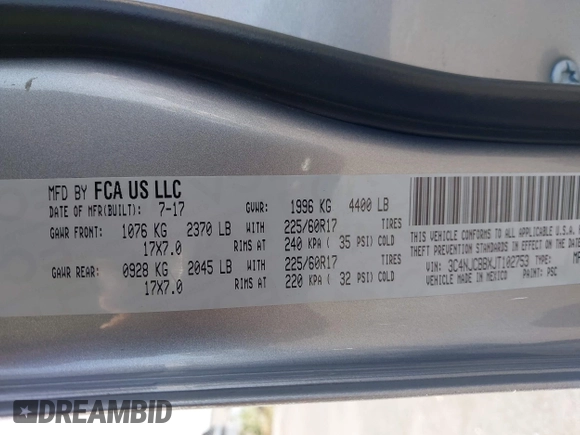 MFD BY FCA US LLC
DATE OF MFR(BUILT): 7-17 GVWR: 1996 KG 4400 LB
GAWR FRONT: 1076 KG 2370 LB WITH 225/60R17 TIRES
17X7.0 RIMS AT 240 KPA ( 35 PSI) COLD
GAWR REAR: 0928 KG 2045 LB WITH 225/60R17 TIRES
17X7.0 RIMS AT 220 KPA ( 32 PSI) COLD
THIS VEHICLE CONFORMS TO ALL APPLICABLE U.S.A.
THEFT PREVENTION STANDARDS IN EFFECT ON THE DA
VIN: 3C4NJCBBXJT102753 TYPE:
VEHICLE MADE IN MEXICO PAINT: PSC
DREAMBID